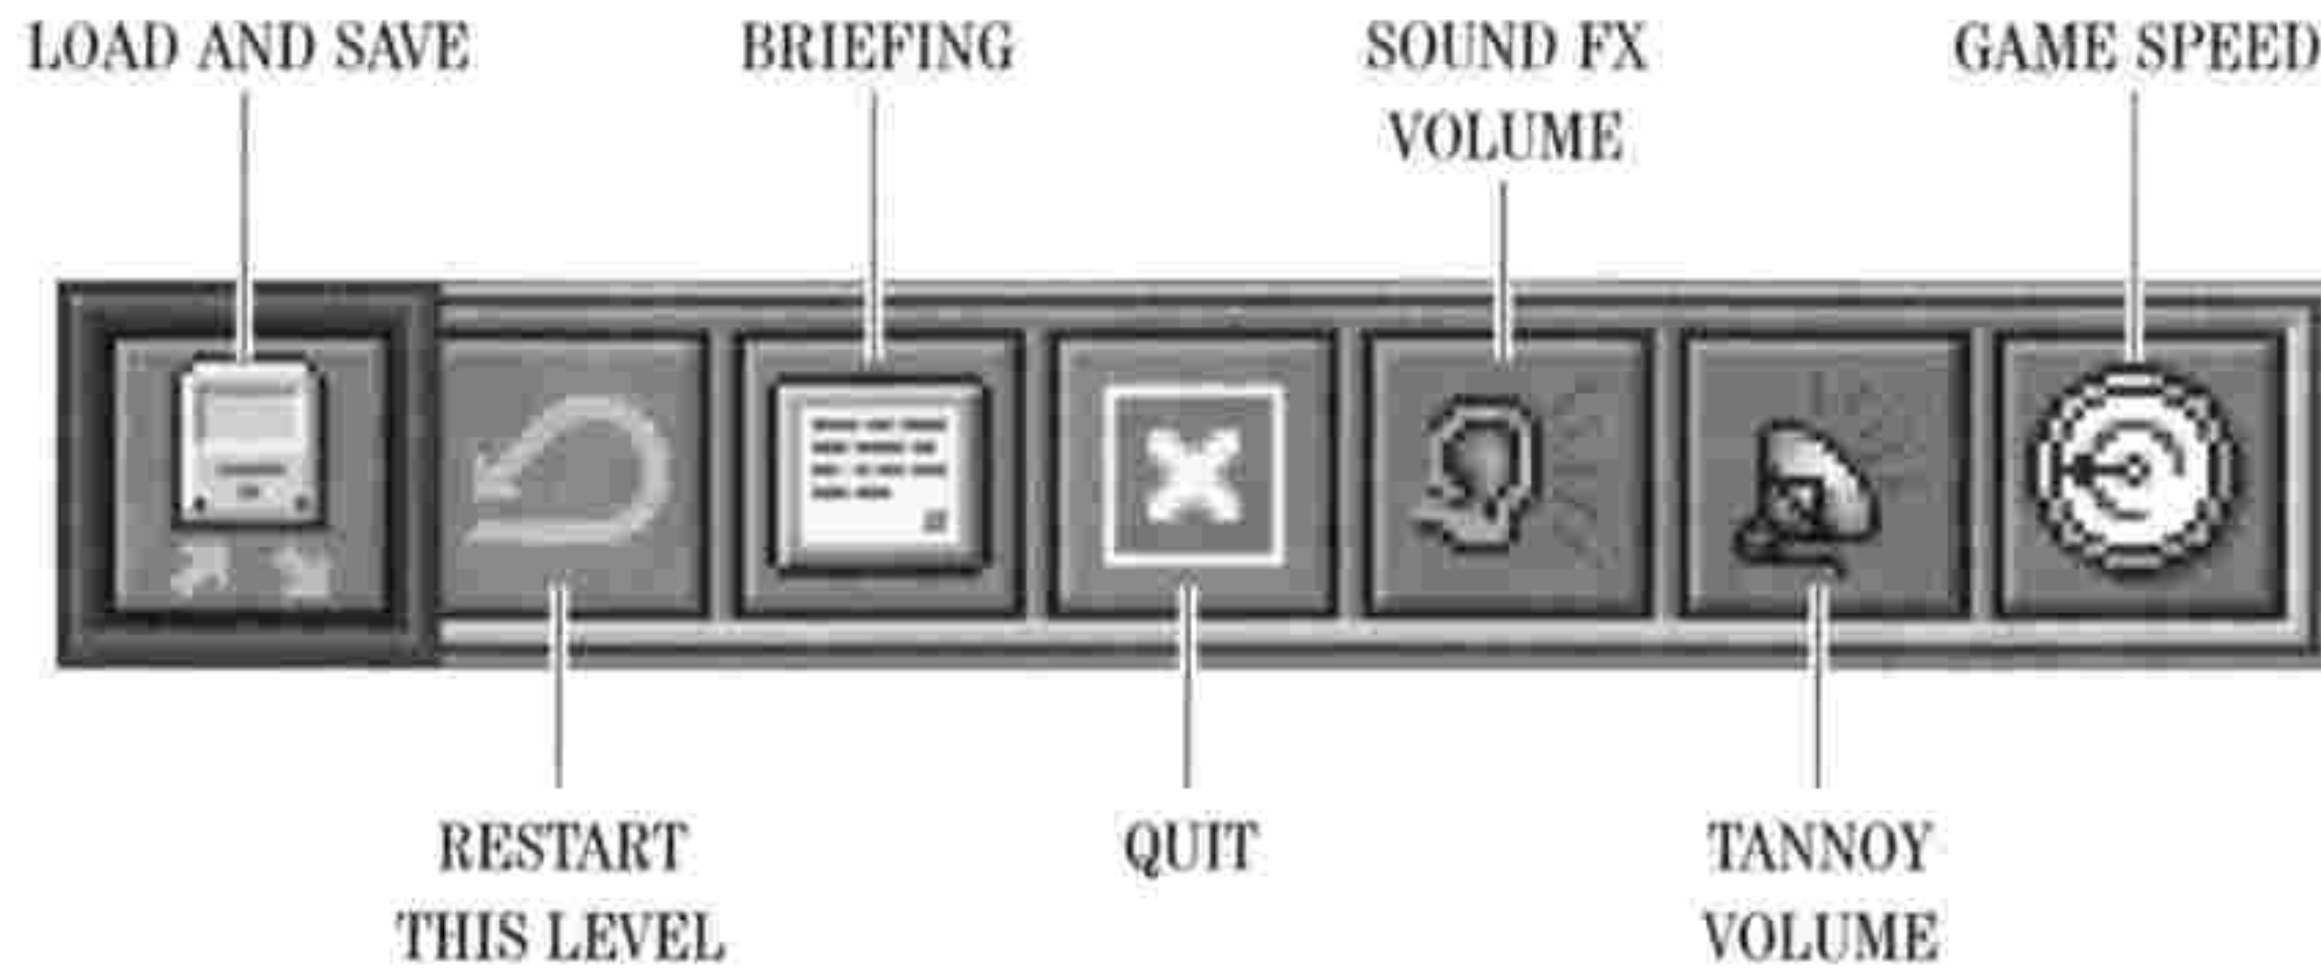 LOAD AND SAVE
BRIEFING
SOUND FX
VOLUME
GAME SPEED
RESTART
THIS LEVEL
QUIT
TANNOY
VOLUME